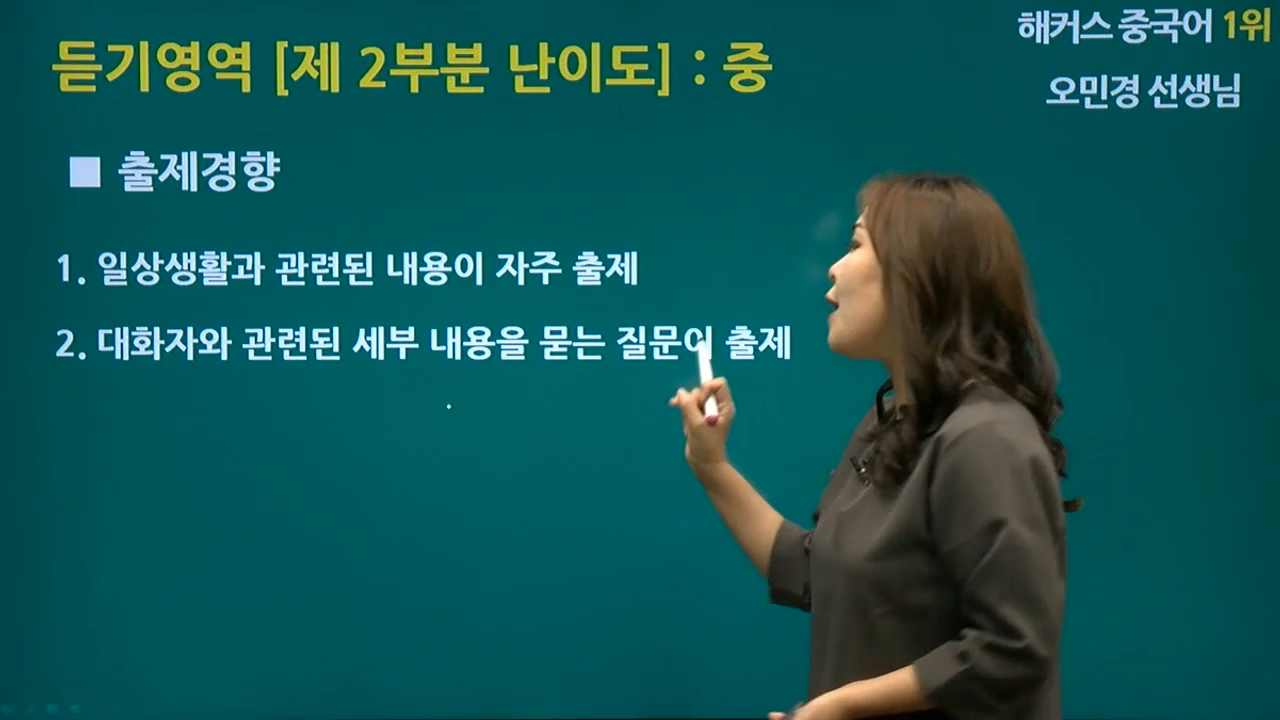 듣기영역 [제 2부분 난이도] : 중
해커스 중국어 1위
오민경 선생님
■ 출제경향
1. 일상생활과 관련된 내용이 자주 출제
2. 대화자와 관련된 세부 내용을 묻는 질문이 출제